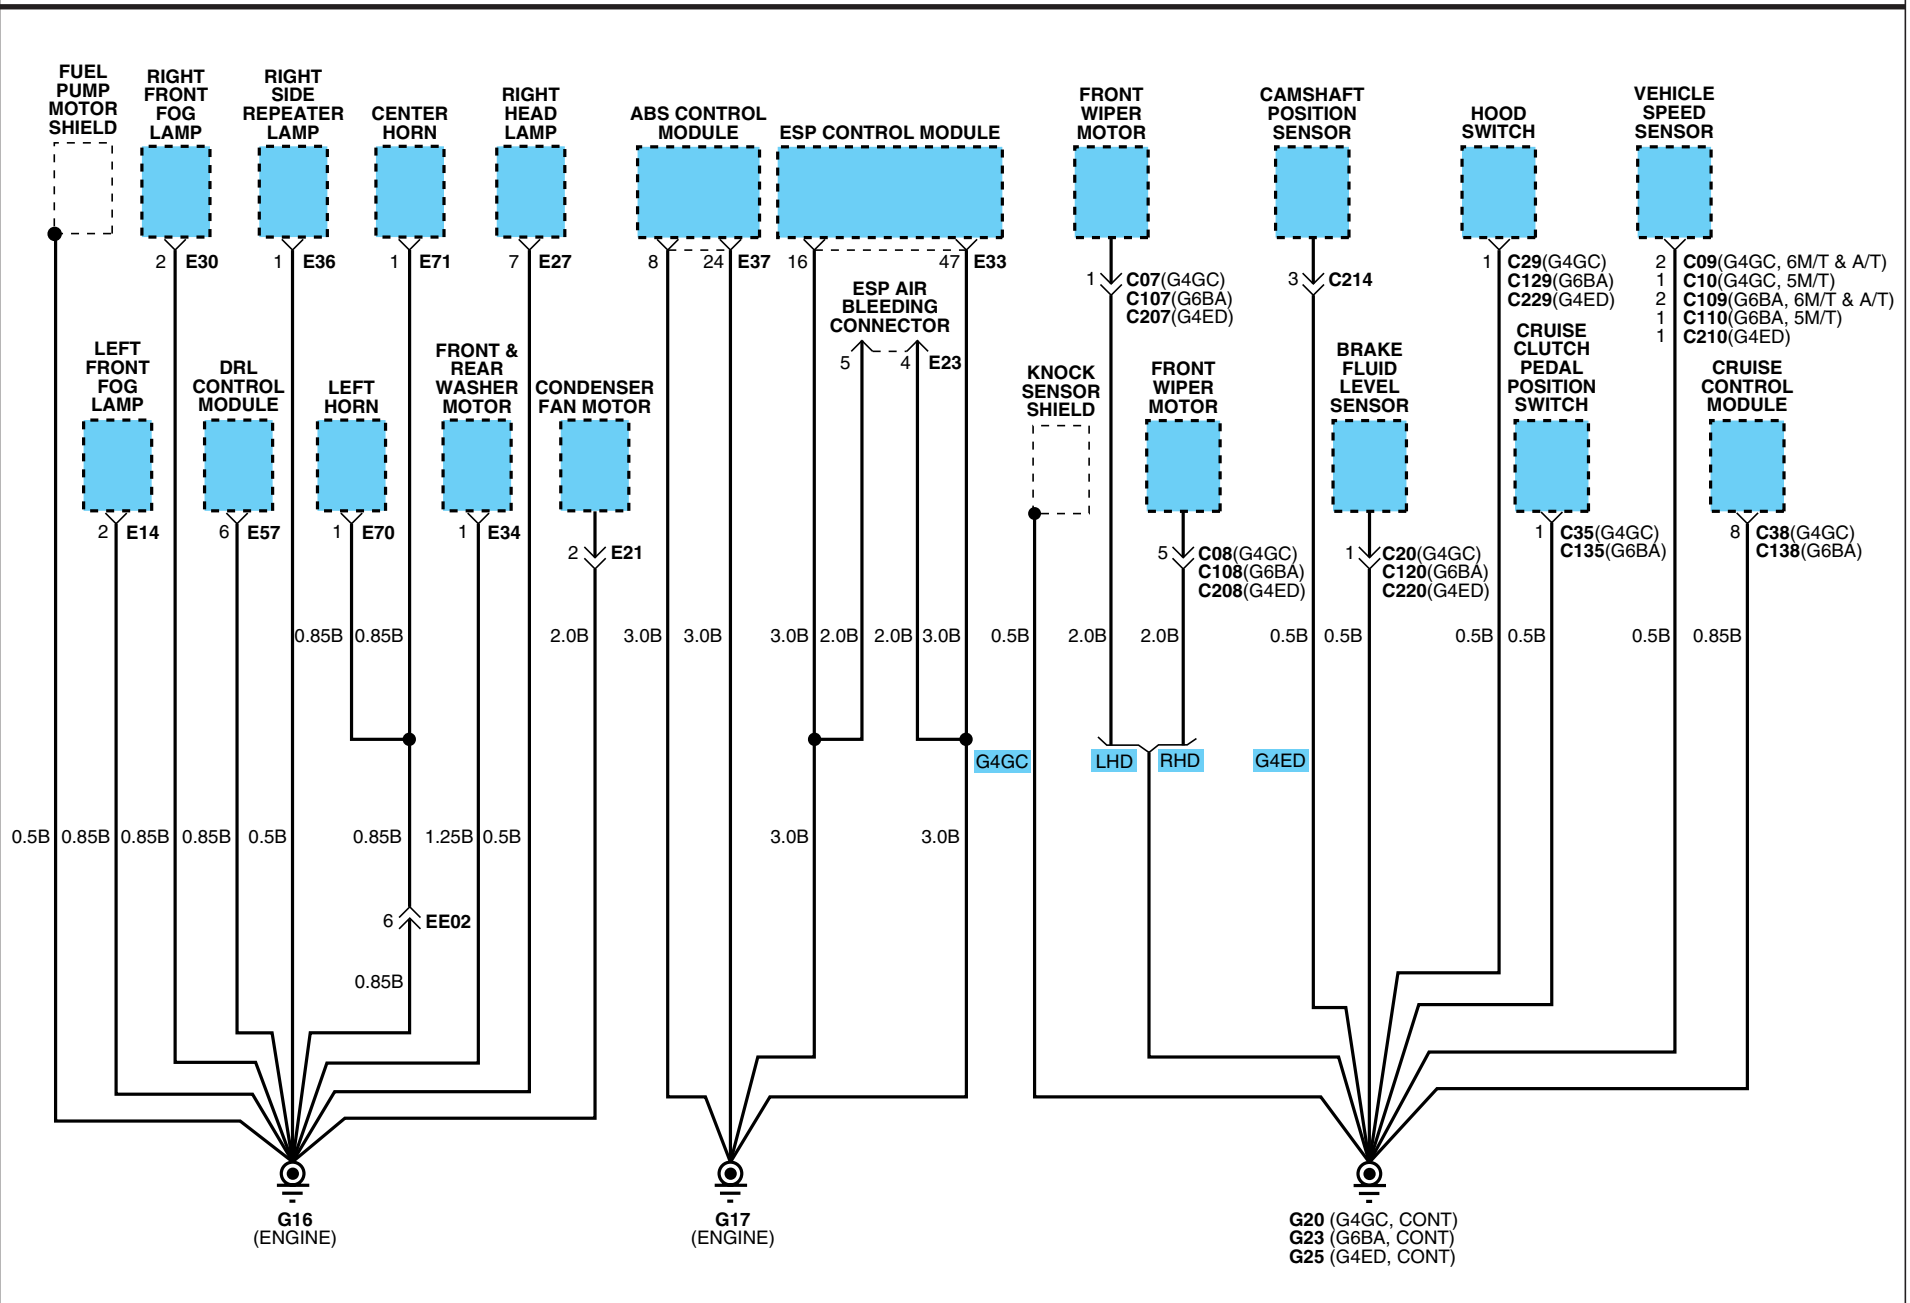 FUEL
PUMP
MOTOR
SHIELD
RIGHT
FRONT
FOG
LAMP
RIGHT
SIDE
REPEATER
LAMP
CENTER
HORN
RIGHT
HEAD
LAMP
ABS CONTROL
MODULE
ESP CONTROL MODULE
FRONT
WIPER
MOTOR
CAMSHAFT
POSITION
SENSOR
HOOD
SWITCH
VEHICLE
SPEED
SENSOR
2 E30
1 E36
1 E71
7 E27
8 24 E37
16 47 E33
1 C07(G4GC)
C107(G6BA)
C207(G4ED)
3 C214
1 C29(G4GC)
C129(G6BA)
C229(G4ED)
2 C09(G4GC, 6M/T & A/T)
1 C10(G4GC, 5M/T)
2 C109(G6BA, 6M/T & A/T)
1 C110(G6BA, 5M/T)
1 C210(G4ED)
ESP AIR
BLEEDING
CONNECTOR
5 4 E23
LEFT
FRONT
FOG
LAMP
DRL
CONTROL
MODULE
LEFT
HORN
FRONT &
REAR
WASHER
MOTOR
CONDENSER
FAN MOTOR
KNOCK
SENSOR
SHIELD
FRONT
WIPER
MOTOR
BRAKE
FLUID
LEVEL
SENSOR
CRUISE
CLUTCH
PEDAL
POSITION
SWITCH
CRUISE
CONTROL
MODULE
2 E14
6 E57
1 E70
1 E34
2 E21
5 C08(G4GC)
C108(G6BA)
C208(G4ED)
1 C20(G4GC)
C120(G6BA)
C220(G4ED)
1 C35(G4GC)
C135(G6BA)
8 C38(G4GC)
C138(G6BA)
0.85B 0.85B 2.0B 3.0B 3.0B 3.0B 2.0B 2.0B 3.0B 0.5B 2.0B 2.0B 0.5B 0.5B 0.5B 0.5B 0.5B 0.85B
G4GC LHD RHD G4ED
0.5B 0.85B 0.85B 0.85B 0.5B 0.85B 1.25B 0.5B 3.0B 3.0B
6 EE02
0.85B
G16
(ENGINE)
G17
(ENGINE)
G20 (G4GC, CONT)
G23 (G6BA, CONT)
G25 (G4ED, CONT)